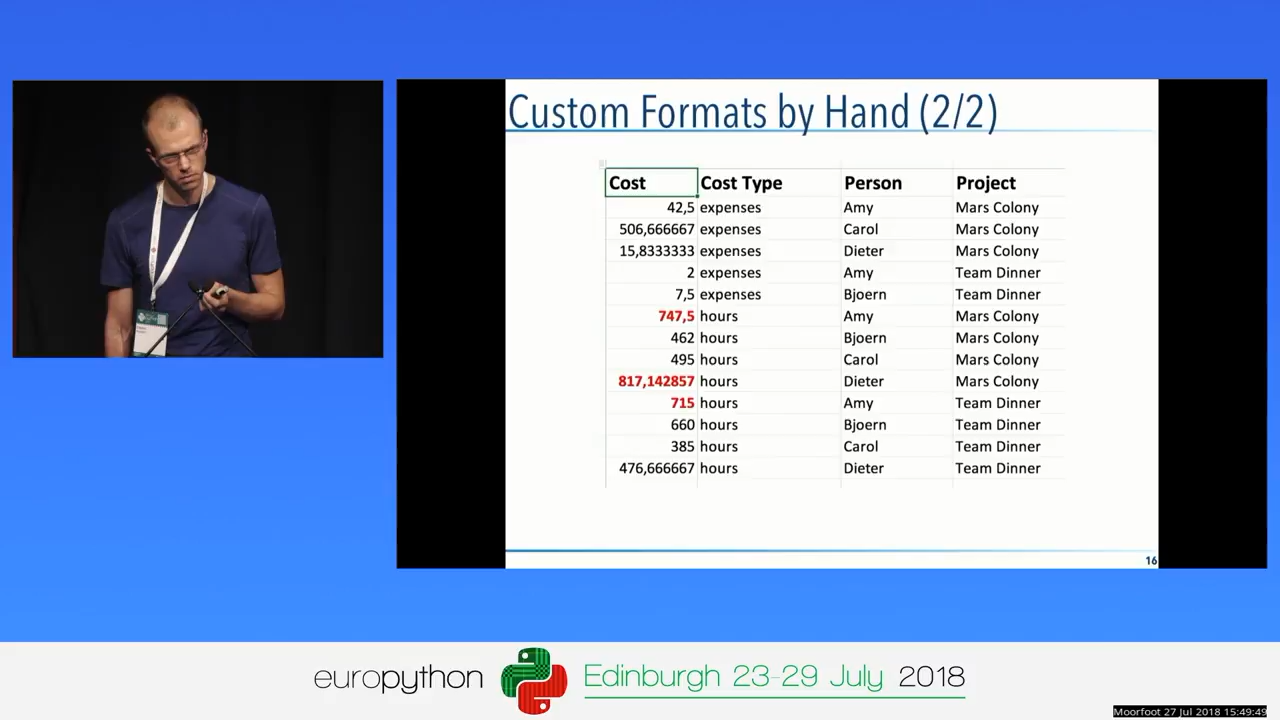 Custom Formats by Hand (2/2)
Cost Cost Type Person Project
42,5 expenses Amy Mars Colony
506,666667 expenses Carol Mars Colony
15,8333333 expenses Dieter Mars Colony
2 expenses Amy Team Dinner
7,5 expenses Bjoern Team Dinner
747,5 hours Amy Mars Colony
462 hours Bjoern Mars Colony
495 hours Carol Mars Colony
817,142857 hours Dieter Mars Colony
715 hours Amy Team Dinner
660 hours Bjoern Team Dinner
385 hours Carol Team Dinner
476,666667 hours Dieter Team Dinner
16
europython Edinburgh 23-29 July 2018
Moorfoot 27 Jul 2018 15:49:49